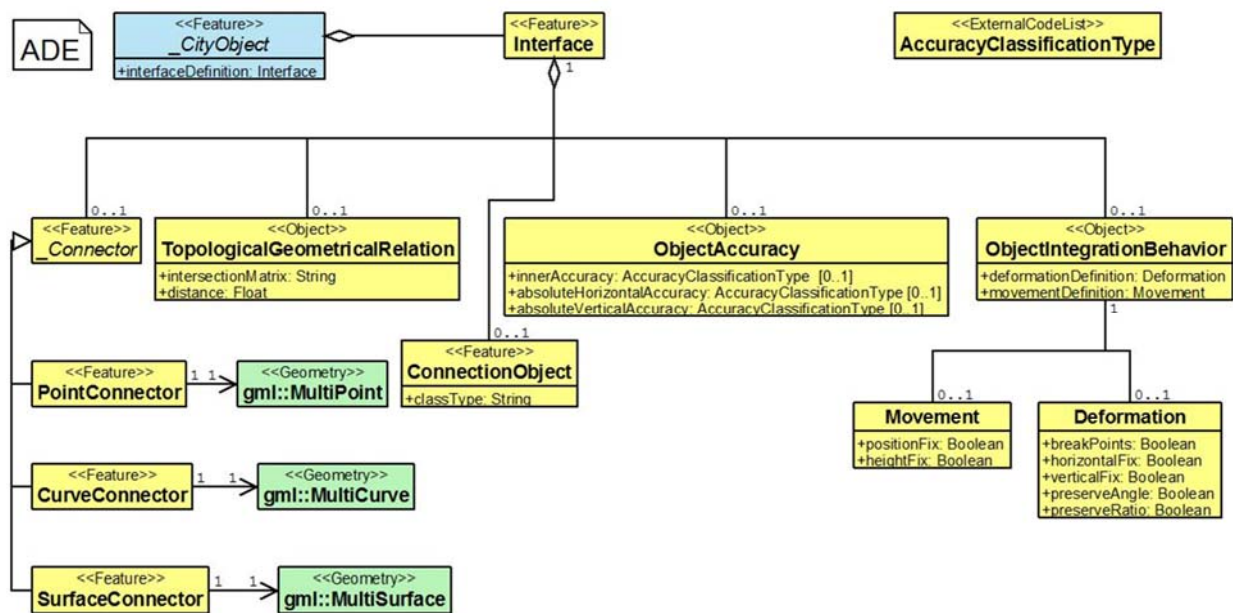 ADE
<<Feature>>
_CityObject
+interfaceDefinition: Interface
<<Feature>>
Interface
1
<<ExternalCodeList>>
AccuracyClassificationType
0..1
0..1
0..1
0..1
<<Feature>>
_Connector
<<Object>>
TopologicalGeometricalRelation
+intersectionMatrix: String
+distance: Float
<<Object>>
ObjectAccuracy
+innerAccuracy: AccuracyClassificationType [0..1]
+absoluteHorizontalAccuracy: AccuracyClassificationType [0..1]
+absoluteVerticalAccuracy: AccuracyClassificationType [0..1]
<<Object>>
ObjectIntegrationBehavior
+deformationDefinition: Deformation
+movementDefinition: Movement
1
0..1
<<Feature>>
ConnectionObject
+classType: String
<<Feature>>
PointConnector
1 1
<<Geometry>>
gml::MultiPoint
0..1
0..1
Movement
+positionFix: Boolean
+heightFix: Boolean
Deformation
+breakPoints: Boolean
+horizontalFix: Boolean
+verticalFix: Boolean
+preserveAngle: Boolean
+preserveRatio: Boolean
<<Feature>>
CurveConnector
1 1
<<Geometry>>
gml::MultiCurve
<<Feature>>
SurfaceConnector
1 1
<<Geometry>>
gml::MultiSurface